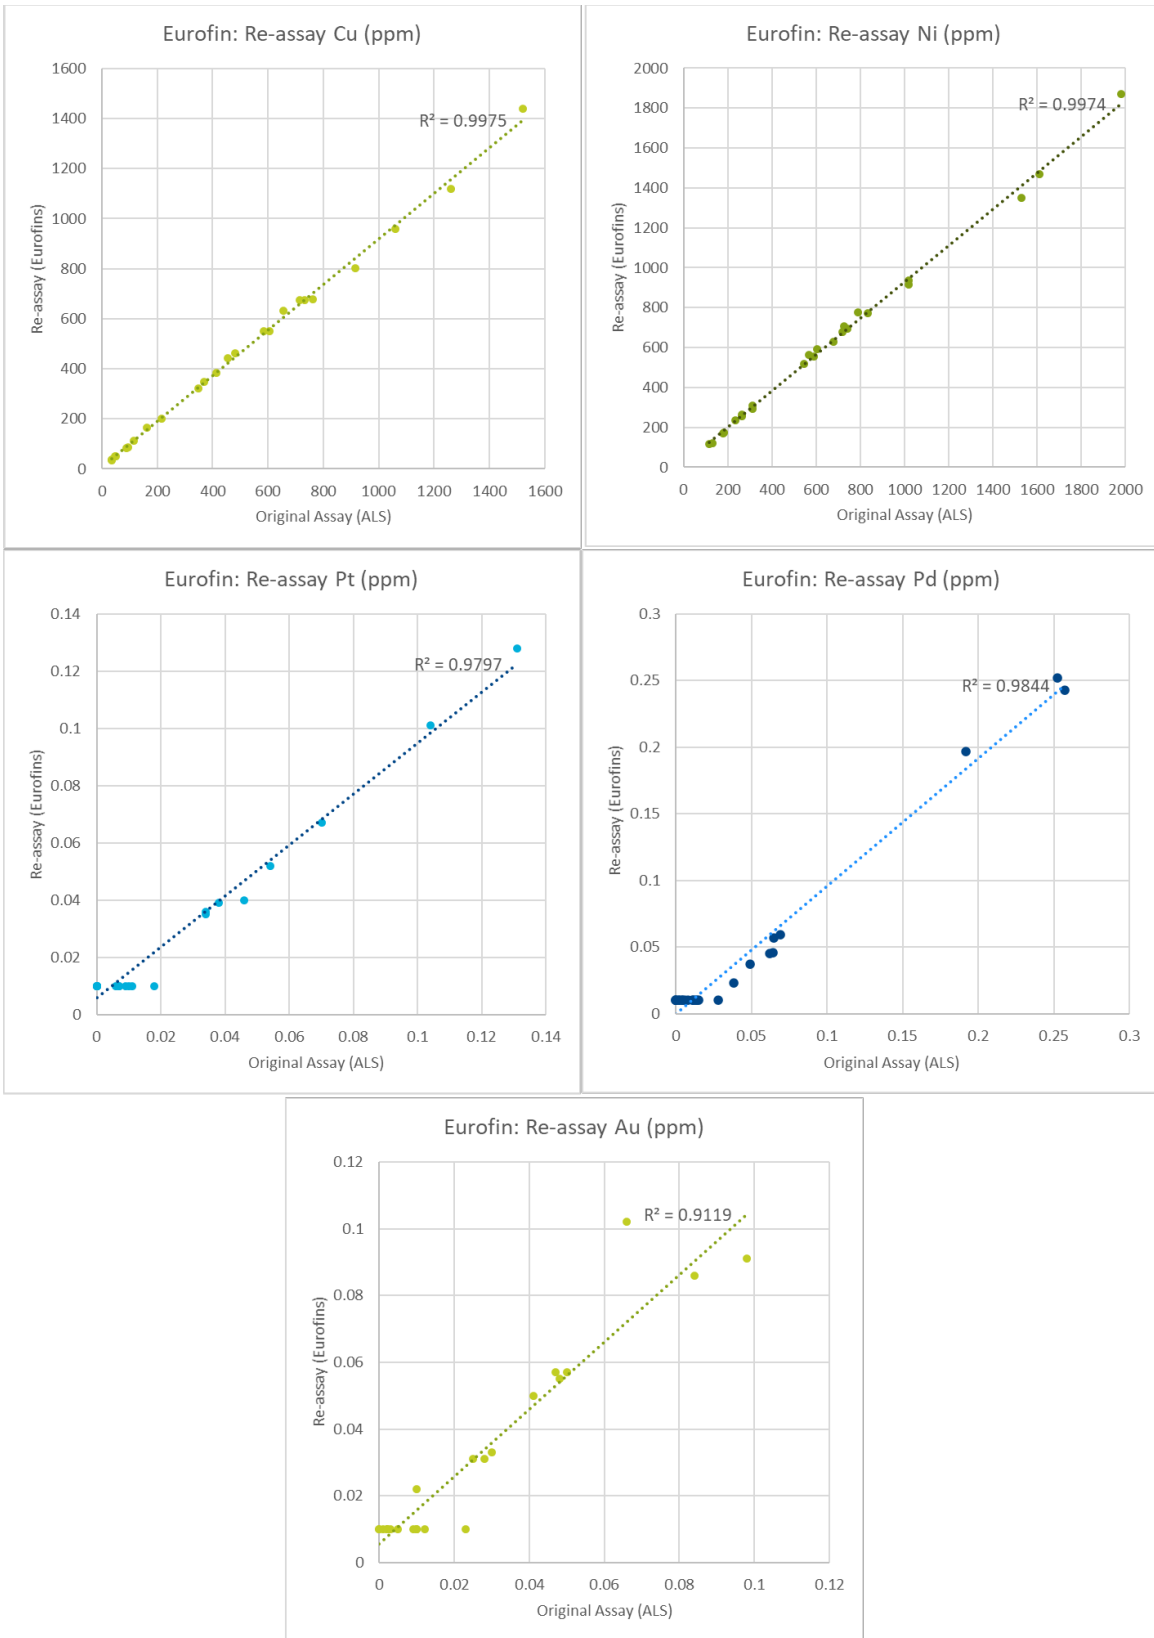 Eurofin: Re-assay Cu (ppm)
1600
1400
1200
1000
800
600
400
200
0
R² = 0.9975
Re-assay (Eurofins)
0 200 400 600 800 1000 1200 1400 1600
Original Assay (ALS)
Eurofin: Re-assay Ni (ppm)
2000
1800
1600
1400
1200
1000
800
600
400
200
0
R² = 0.9974
Re-assay (Eurofins)
0 200 400 600 800 1000 1200 1400 1600 1800 2000
Original Assay (ALS)
Eurofin: Re-assay Pt (ppm)
0.14
0.12
0.1
0.08
0.06
0.04
0.02
0
R² = 0.9797
Re-assay (Eurofins)
0 0.02 0.04 0.06 0.08 0.1 0.12 0.14
Original Assay (ALS)
Eurofin: Re-assay Pd (ppm)
0.3
0.25
0.2
0.15
0.1
0.05
0
R² = 0.9844
Re-assay (Eurofins)
0 0.05 0.1 0.15 0.2 0.25 0.3
Original Assay (ALS)
Eurofin: Re-assay Au (ppm)
0.12
0.1
0.08
0.06
0.04
0.02
0
R² = 0.9119
Re-assay (Eurofins)
0 0.02 0.04 0.06 0.08 0.1 0.12
Original Assay (ALS)